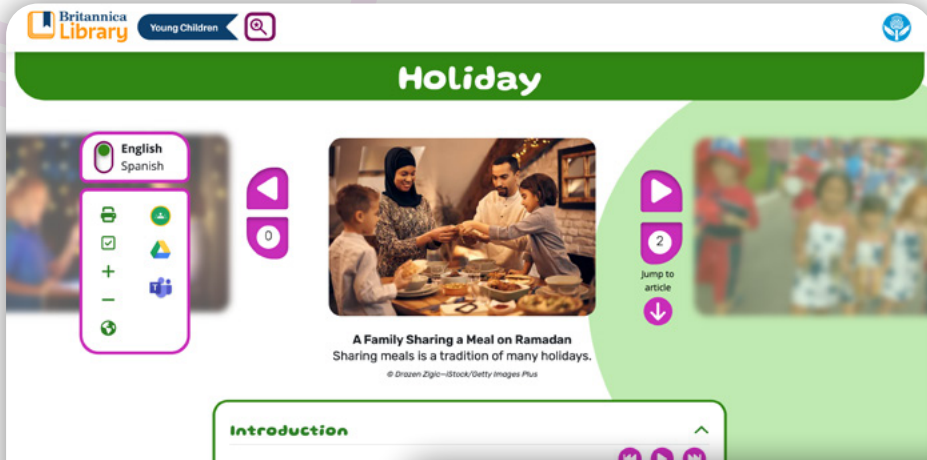 Britannica
Library
Young Children
Holiday
English
Spanish
0
2
Jump to
article
A Family Sharing a Meal on Ramadan
Sharing meals is a tradition of many holidays.
© Drazen Zigic—iStock/Getty Images Plus
Introduction